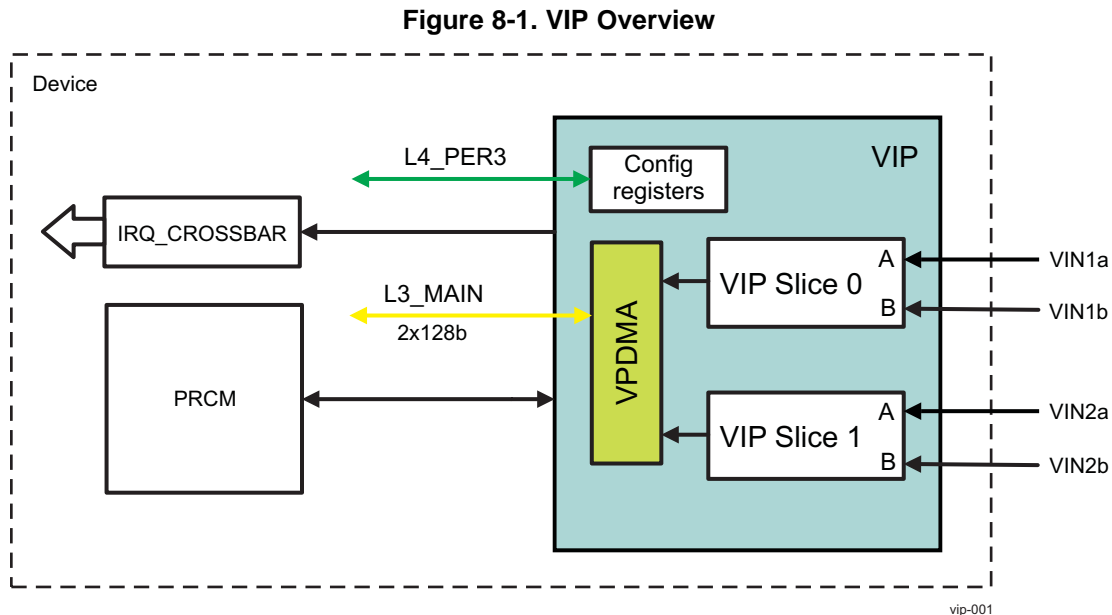 Figure 8-1. VIP Overview
Device
L4_PER3
Config
registers
VIP
IRQ_CROSSBAR
L3_MAIN
2x128b
PRCM
VPDMA
VIP Slice 0
A
B
VIP Slice 1
A
B
VIN1a
VIN1b
VIN2a
VIN2b
vip-001